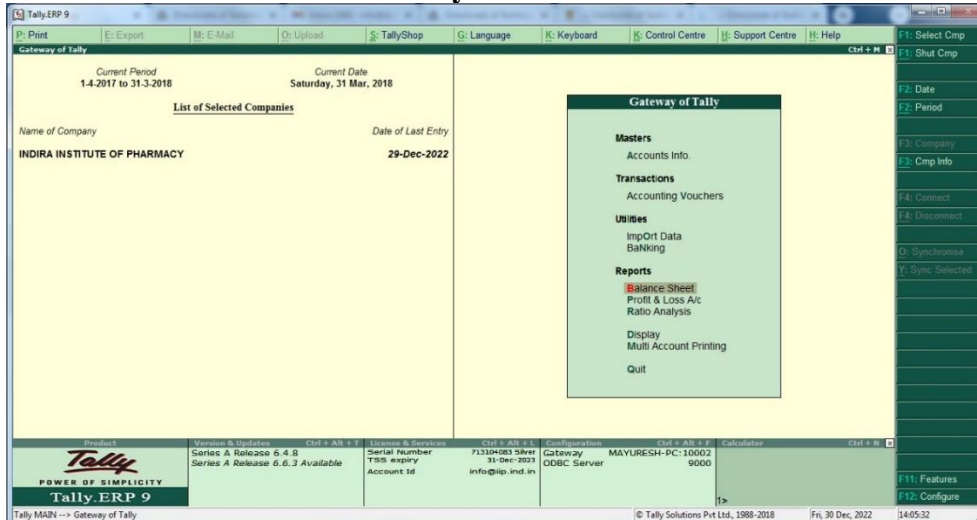 Tally.ERP 9
P: Print E: Export M: E-Mail O: Upload S: TallyShop G: Language K: Keyboard K: Control Centre H: Support Centre H: Help
Gateway of Tally Ctrl + M
Current Period Current Date
1-4-2017 to 31-3-2018 Saturday, 31 Mar, 2018
List of Selected Companies
Name of Company Date of Last Entry
INDIRA INSTITUTE OF PHARMACY 29-Dec-2022
Gateway of Tally
Masters
Accounts Info.
Transactions
Accounting Vouchers
Utilities
ImpOrt Data
BaNking
Reports
Balance Sheet
Profit & Loss A/c
Ratio Analysis
Display
Multi Account Printing
Quit
F1: Select Cmp
F1: Shut Cmp
F2: Date
F2: Period
F3: Company
F3: Cmp Info
F4: Connect
F4: Disconnect
O: Synchronise
Y: Sync Selected
F11: Features
F12: Configure
Product
Tally
POWER OF SIMPLICITY
Tally.ERP 9
Version & Updates Ctrl + Alt + T
Series A Release 6.4.8
Series A Release 6.6.3 Available
License & Services Ctrl + Alt + L
Serial Number 713104083 Silver
TSS expiry 31-Dec-2023
Account Id info@iip.ind.in
Configuration Ctrl + Alt + F
Gateway MAYURESH-PC:10002
ODBC Server 9000
Calculator Ctrl + N
1>
Tally MAIN --> Gateway of Tally © Tally Solutions Pvt Ltd., 1988-2018 Fri, 30 Dec, 2022 14:05:32